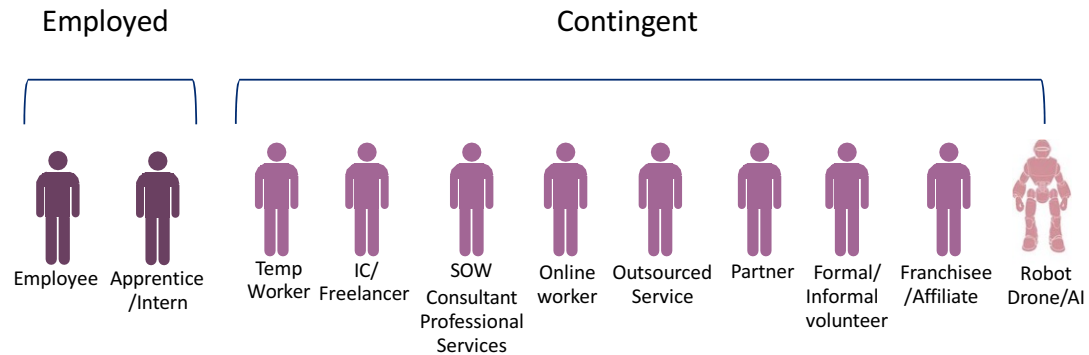 Employed
Contingent
Employee
Apprentice
/Intern
Temp
Worker
IC/
Freelancer
SOW
Consultant
Professional
Services
Online
worker
Outsourced
Service
Partner
Formal/
Informal
volunteer
Franchisee
/Affiliate
Robot
Drone/AI